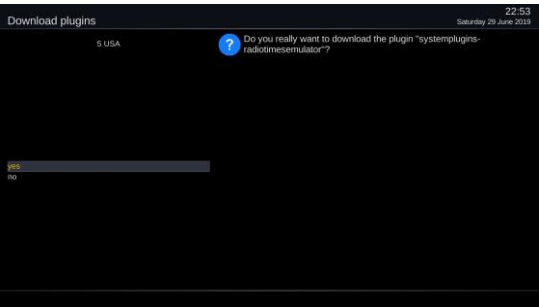 22:53
Download plugins
Saturday 29 June 2019
5 USA
Do you really want to download the plugin "systemplugins-
radiotimesemulator"?
yes
no